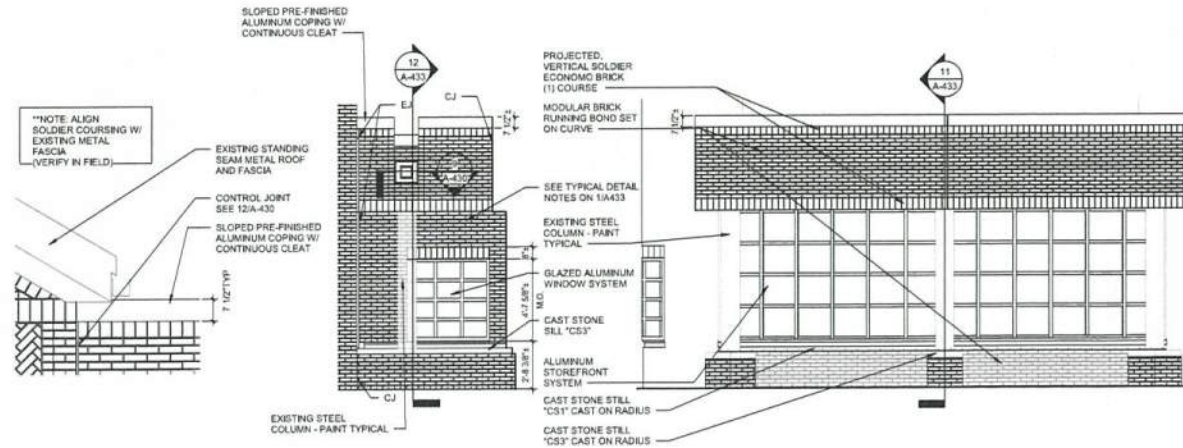 **NOTE: ALIGN
SOLDIER COURSING W/
EXISTING METAL
FASCIA
(VERIFY IN FIELD)
EXISTING STANDING
SEAM METAL ROOF
AND FASCIA
CONTROL JOINT
SEE 12/A-430
SLOPED PRE-FINISHED
ALUMINUM COPING W/
CONTINUOUS CLEAT
7 1/2"TYP
SLOPED PRE-FINISHED
ALUMINUM COPING W/
CONTINUOUS CLEAT
12
A-433
EJ
CJ
7 1/2"±
A-430
8"±
4'-7 5/8"±
M.O.
2'-8 3/8"±
CJ
EXISTING STEEL
COLUMN - PAINT TYPICAL
PROJECTED,
VERTICAL SOLDIER
ECONOMO BRICK
(1) COURSE
MODULAR BRICK
RUNNING BOND SET
ON CURVE
SEE TYPICAL DETAIL
NOTES ON 1/A433
EXISTING STEEL
COLUMN - PAINT
TYPICAL
GLAZED ALUMINUM
WINDOW SYSTEM
CAST STONE
SILL "CS3"
ALUMINUM
STOREFRONT
SYSTEM
CAST STONE STILL
"CS1" CAST ON RADIUS
CAST STONE STILL
"CS3" CAST ON RADIUS
7 1/2"±
11
A-433